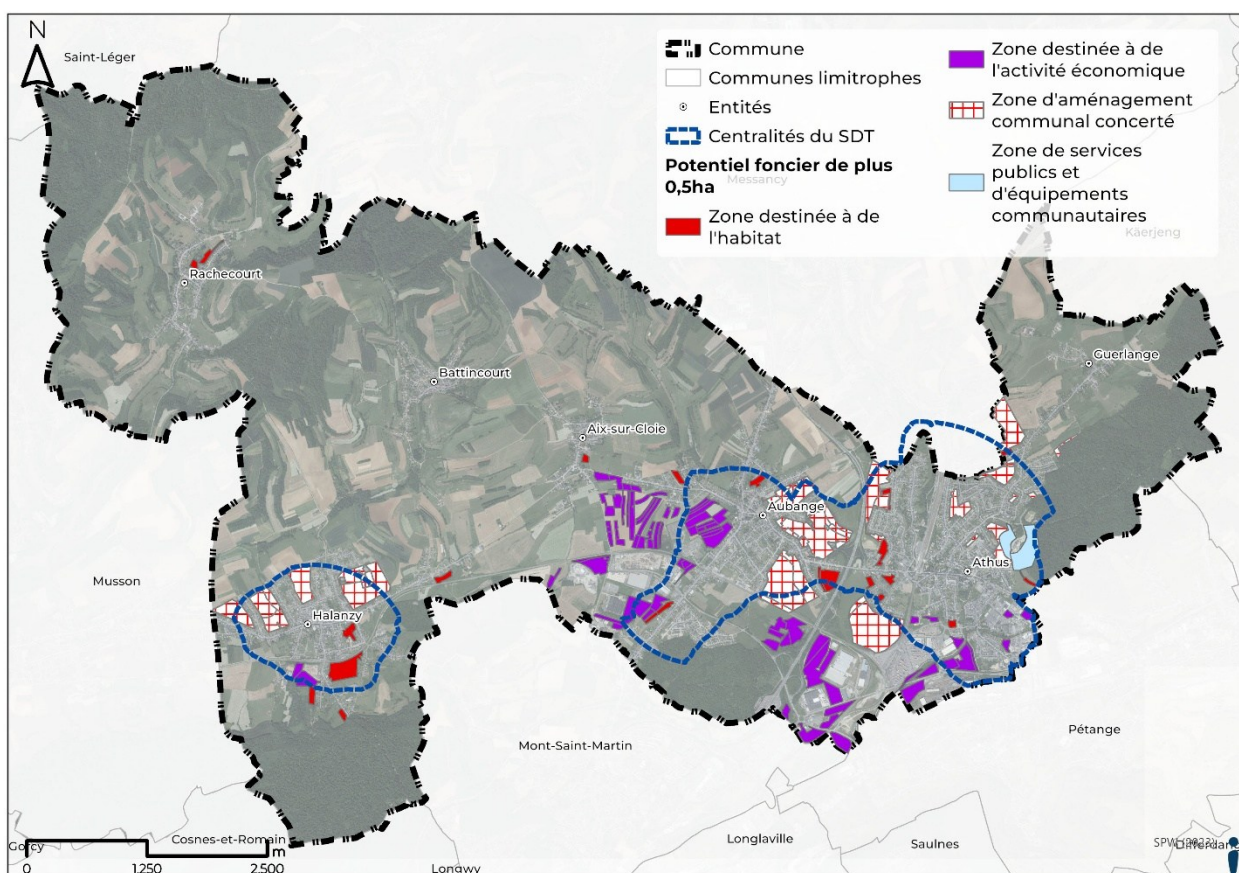 N
Saint-Léger
Commune
Communes limitrophes
Entités
Centralités du SDT
Potentiel foncier de plus
0,5ha
Zone destinée à de
l'habitat
Zone destinée à de
l'activité économique
Zone d'aménagement
communal concerté
Zone de services
publics et
d'équipements
communautaires
Messancy
Käerjeng
Rachecourt
Guerlange
Battincourt
Aix-sur-Cloie
Aubange
Athus
Musson
Halanzy
Mont-Saint-Martin
Pétange
Cosnes-et-Romain
Gorcy
Longlaville
Saulnes
SPW (2023)
Differdange
m
Longwy
0
1.250
2.500